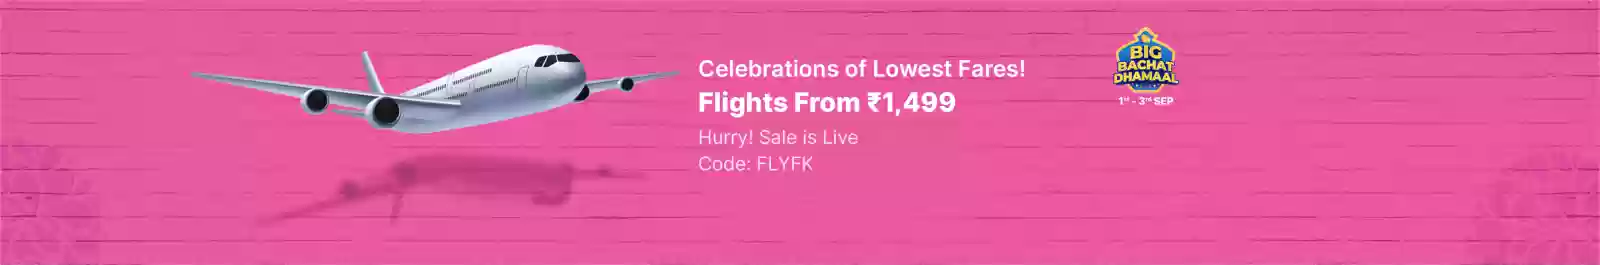 Celebrations of Lowest Fares!
Flights From ₹1,499
Hurry! Sale is Live
Code: FLYFK
BIG
BACHAT
DHAMAAL
1st - 3rd SEP